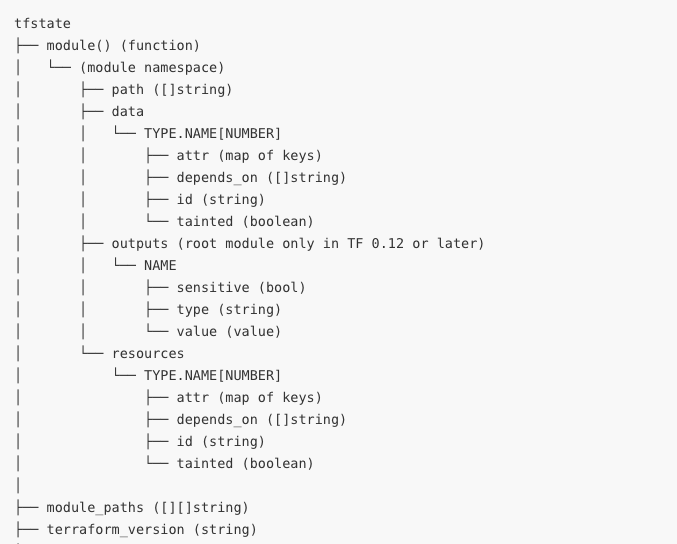 tfstate
├── module() (function)
│   └── (module namespace)
│       ├── path ([]string)
│       ├── data
│       │   └── TYPE.NAME[NUMBER]
│       │       ├── attr (map of keys)
│       │       ├── depends_on ([]string)
│       │       ├── id (string)
│       │       └── tainted (boolean)
│       ├── outputs (root module only in TF 0.12 or later)
│       │   └── NAME
│       │       ├── sensitive (bool)
│       │       ├── type (string)
│       │       └── value (value)
│       └── resources
│           └── TYPE.NAME[NUMBER]
│               ├── attr (map of keys)
│               ├── depends_on ([]string)
│               ├── id (string)
│               └── tainted (boolean)
│
├── module_paths ([][]string)
├── terraform_version (string)